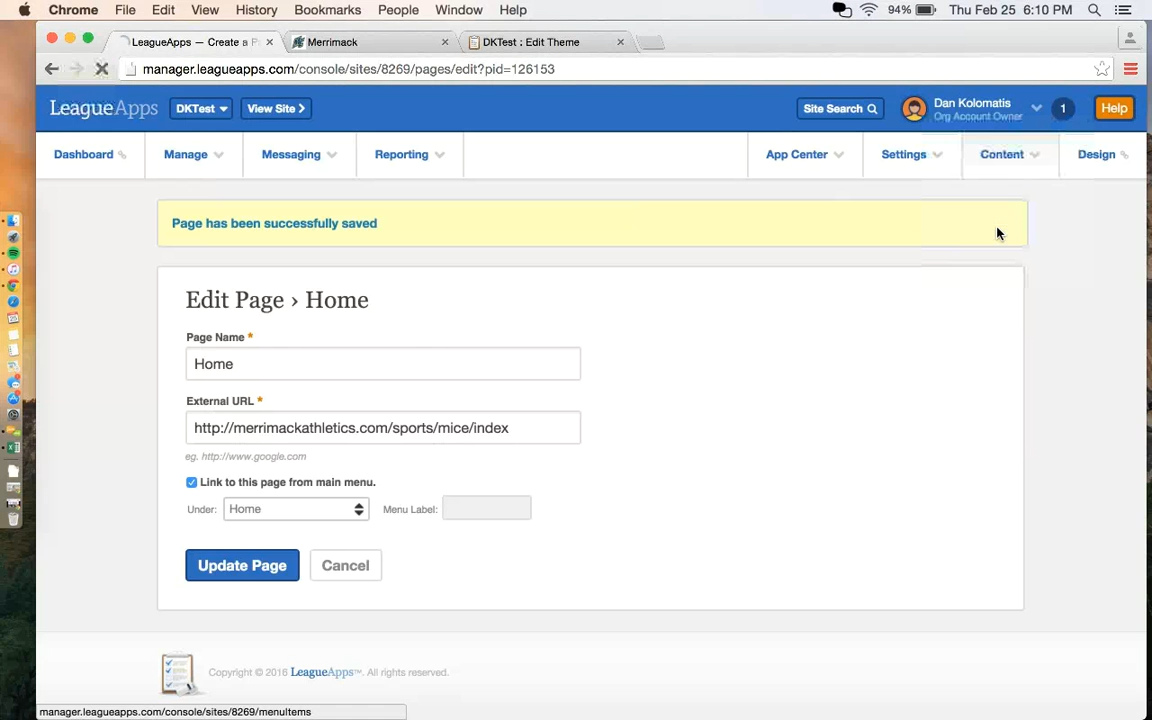 Chrome File Edit View History Bookmarks People Window Help 94% Thu Feb 25 6:10 PM
LeagueApps — Create a P Merrimack DKTest : Edit Theme
manager.leagueapps.com/console/sites/8269/pages/edit?pid=126153
LeagueApps DKTest View Site Site Search Dan Kolomatis 1 Help
Org Account Owner
Dashboard Manage Messaging Reporting App Center Settings Content Design
Page has been successfully saved
Edit Page › Home
Page Name *
Home
External URL *
http://merrimackathletics.com/sports/mice/index
eg. http://www.google.com
Link to this page from main menu.
Under: Home Menu Label:
Update Page Cancel
Copyright © 2016 LeagueApps™. All rights reserved.
manager.leagueapps.com/console/sites/8269/menuItems